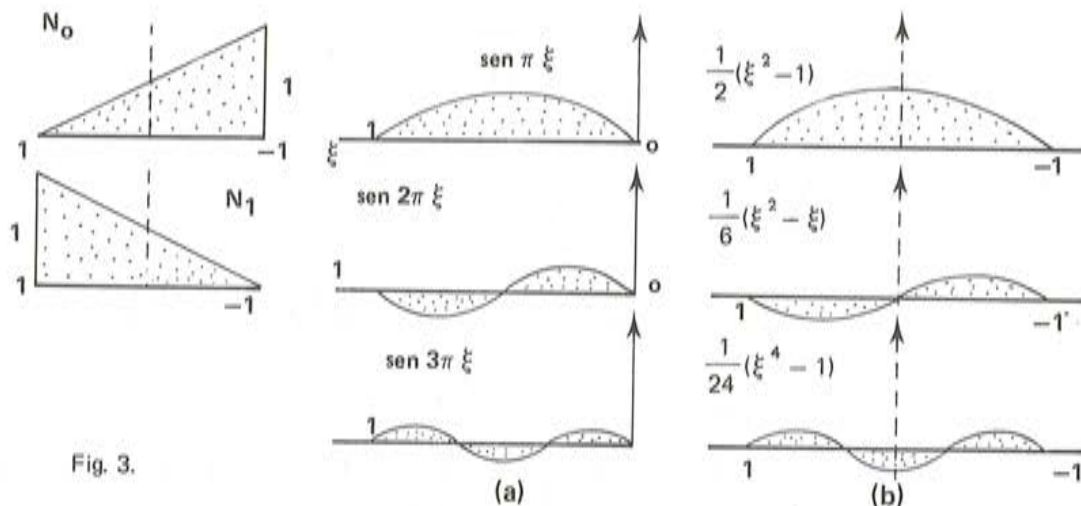 N₀
1
1
−1
N₁
1
1
−1
Fig. 3.
sen π ξ
1
ξ
o
sen 2π ξ
1
o
sen 3π ξ
1
(a)
1/2 (ξ² −1)
1
−1
1/6 (ξ² − ξ)
1
−1
1/24 (ξ⁴ − 1)
1
−1
(b)